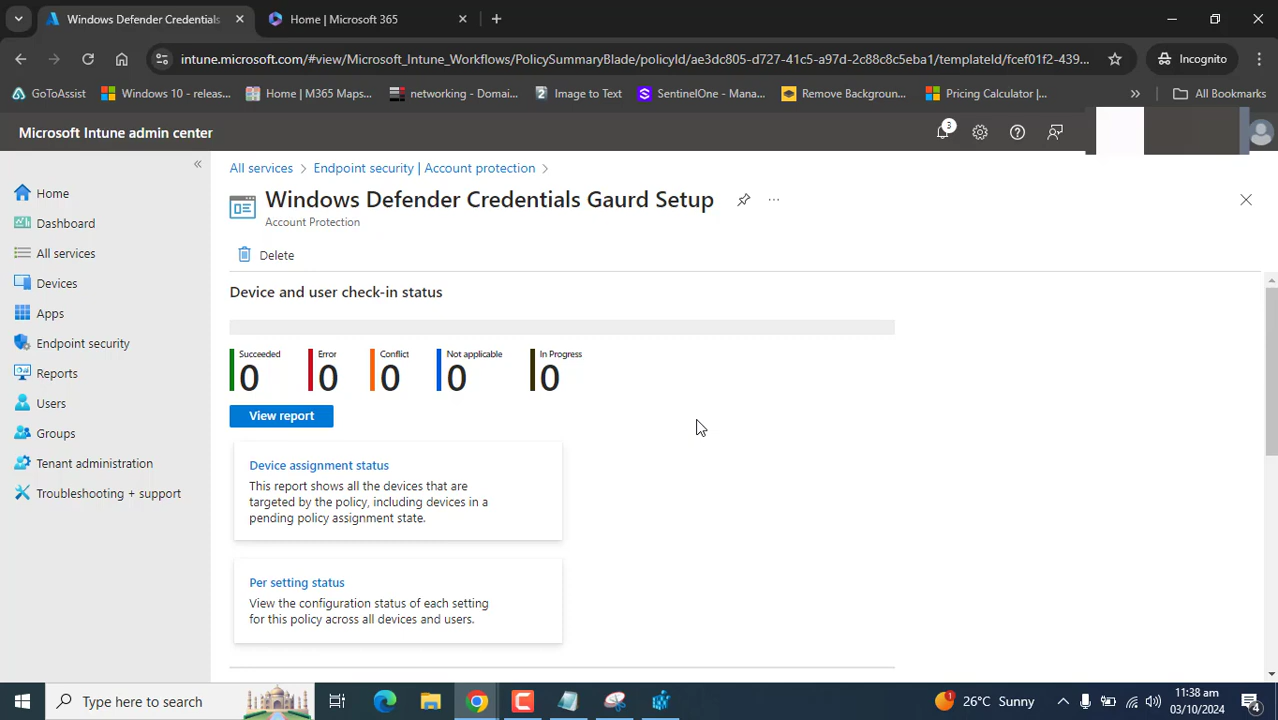 Windows Defender Credentials
Home | Microsoft 365
intune.microsoft.com/#view/Microsoft_Intune_Workflows/PolicySummaryBlade/policyId/ae3dc805-d727-41c5-a97d-2c88c8c5eba1/templateId/fcef01f2-439...
Incognito
GoToAssist
Windows 10 - releas...
Home | M365 Maps...
networking - Domai...
Image to Text
SentinelOne - Mana...
Remove Backgroun...
Pricing Calculator |...
All Bookmarks
Microsoft Intune admin center
3
All services
Endpoint security | Account protection
Windows Defender Credentials Gaurd Setup
Account Protection
Delete
Home
Dashboard
All services
Devices
Apps
Endpoint security
Reports
Users
Groups
Tenant administration
Troubleshooting + support
Device and user check-in status
Succeeded
0
Error
0
Conflict
0
Not applicable
0
In Progress
0
View report
Device assignment status
This report shows all the devices that are
targeted by the policy, including devices in a
pending policy assignment state.
Per setting status
View the configuration status of each setting
for this policy across all devices and users.
Type here to search
1
26°C Sunny
11:38 am
03/10/2024
4